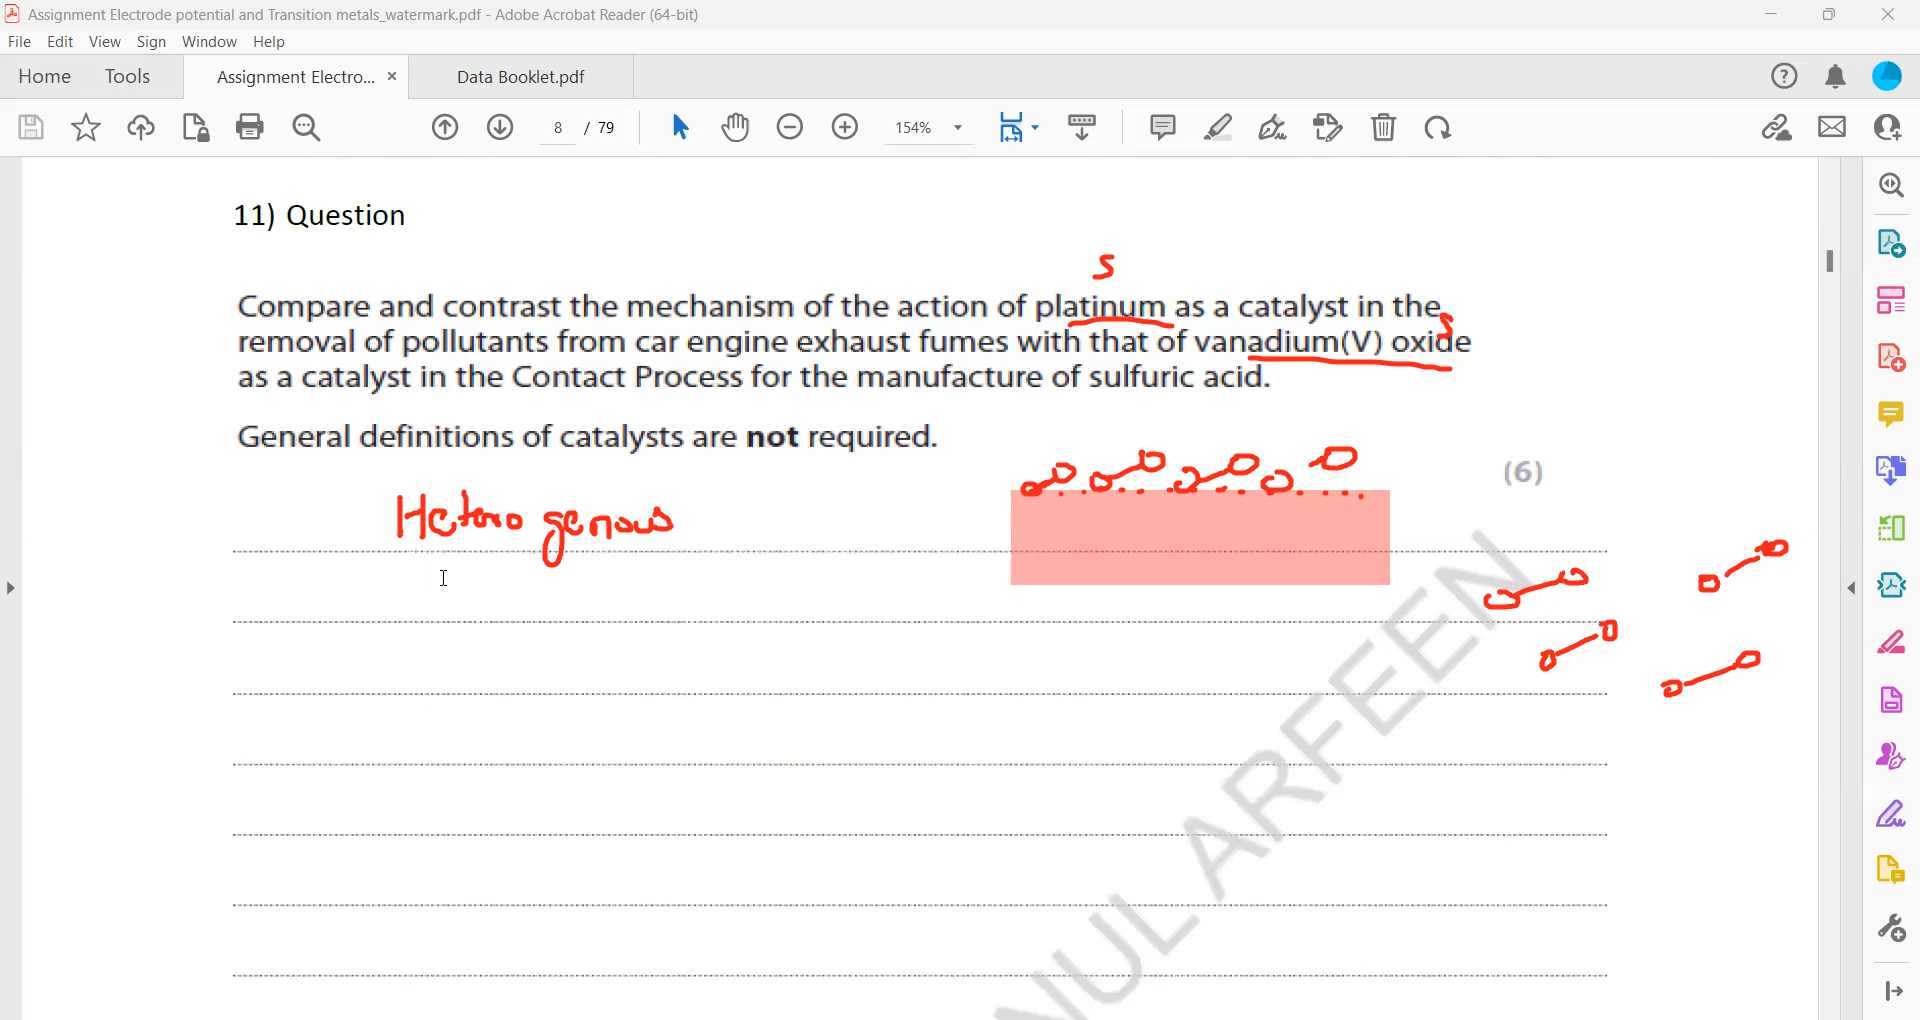 Assignment Electrode potential and Transition metals_watermark.pdf - Adobe Acrobat Reader (64-bit)
File Edit View Sign Window Help
Home Tools Assignment Electro... × Data Booklet.pdf
8 / 79 154%
11) Question
s
Compare and contrast the mechanism of the action of platinum as a catalyst in the
s
removal of pollutants from car engine exhaust fumes with that of vanadium(V) oxide
as a catalyst in the Contact Process for the manufacture of sulfuric acid.
General definitions of catalysts are not required.
(6)
Hetero genous
NUL ARFEEN